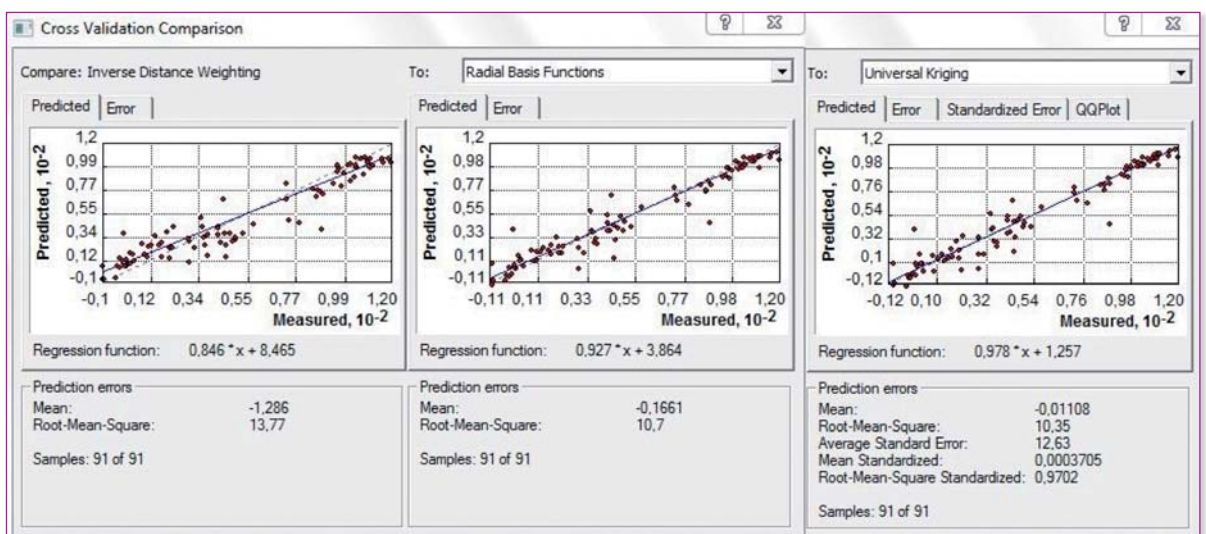 Cross Validation Comparison
Compare: Inverse Distance Weighting
Predicted Error
Predicted, 10-2
1,2
0,99
0,77
0,55
0,34
0,12
-0,1
-0,1 0,12 0,34 0,55 0,77 0,99 1,20
Measured, 10-2
Regression function: 0,846 * x + 8,465
Prediction errors
Mean: -1,286
Root-Mean-Square: 13,77
Samples: 91 of 91
To: Radial Basis Functions
Predicted Error
Predicted, 10-2
1,2
0,98
0,77
0,55
0,33
0,11
-0,11
-0,11 0,11 0,33 0,55 0,77 0,98 1,20
Measured, 10-2
Regression function: 0,927 * x + 3,864
Prediction errors
Mean: -0,1661
Root-Mean-Square: 10,7
Samples: 91 of 91
To: Universal Kriging
Predicted Error Standardized Error QQPlot
Predicted, 10-2
1,2
0,98
0,76
0,54
0,32
0,1
-0,12
-0,12 0,10 0,32 0,54 0,76 0,98 1,20
Measured, 10-2
Regression function: 0,978 * x + 1,257
Prediction errors
Mean: -0,01108
Root-Mean-Square: 10,35
Average Standard Error: 12,63
Mean Standardized: 0,0003705
Root-Mean-Square Standardized: 0,9702
Samples: 91 of 91